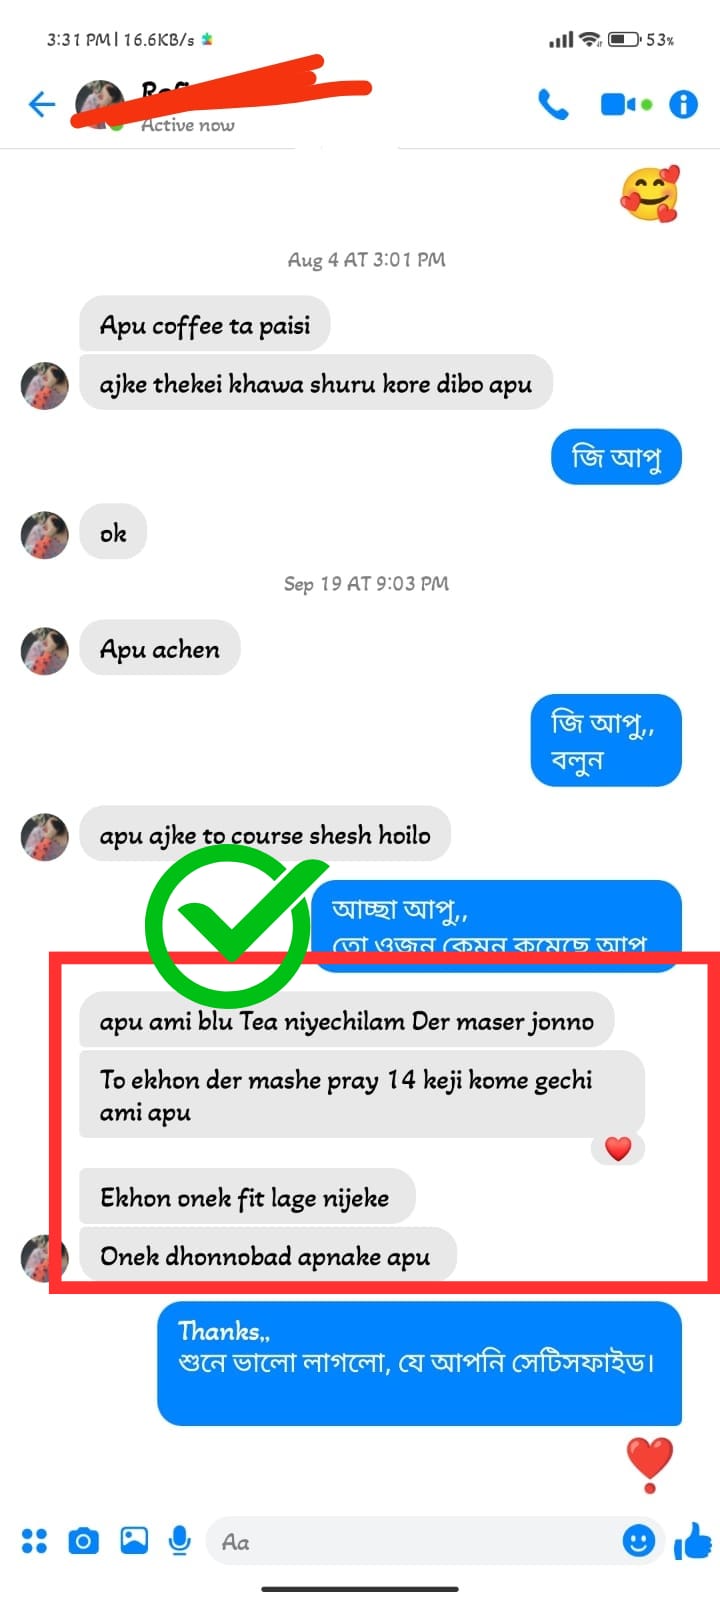 3:31 PM | 16.6KB/s
53%
Active now
Aug 4 AT 3:01 PM
Apu coffee ta paisi
ajke thekei khawa shuru kore dibo apu
জি আপু
ok
Sep 19 AT 9:03 PM
Apu achen
জি আপু,,
বলুন
apu ajke to course shesh hoilo
আচ্ছা আপু,,
তো ওজন কেমন কমেছে আপু
apu ami blu Tea niyechilam Der maser jonno
To ekhon der mashe pray 14 keji kome gechi
ami apu
Ekhon onek fit lage nijeke
Onek dhonnobad apnake apu
Thanks,,
শুনে ভালো লাগলো, যে আপনি সেটিসফাইড।
Aa